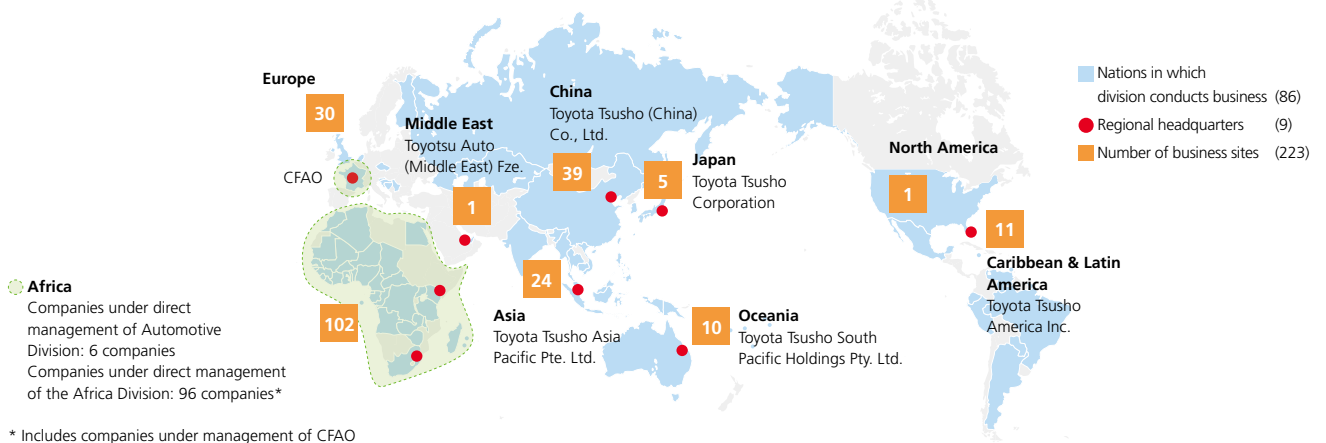 Europe
30
CFAO
Middle East
Toyotsu Auto
(Middle East) Fze.
1
China
Toyota Tsusho (China)
Co., Ltd.
39
5
Japan
Toyota Tsusho
Corporation
North America
1
11
Caribbean & Latin
America
Toyota Tsusho
America Inc.
Nations in which
division conducts business (86)
Regional headquarters (9)
Number of business sites (223)
Africa
Companies under direct
management of Automotive
Division: 6 companies
Companies under direct management
of the Africa Division: 96 companies*
102
24
Asia
Toyota Tsusho Asia
Pacific Pte. Ltd.
10
Oceania
Toyota Tsusho South
Pacific Holdings Pty. Ltd.
* Includes companies under management of CFAO